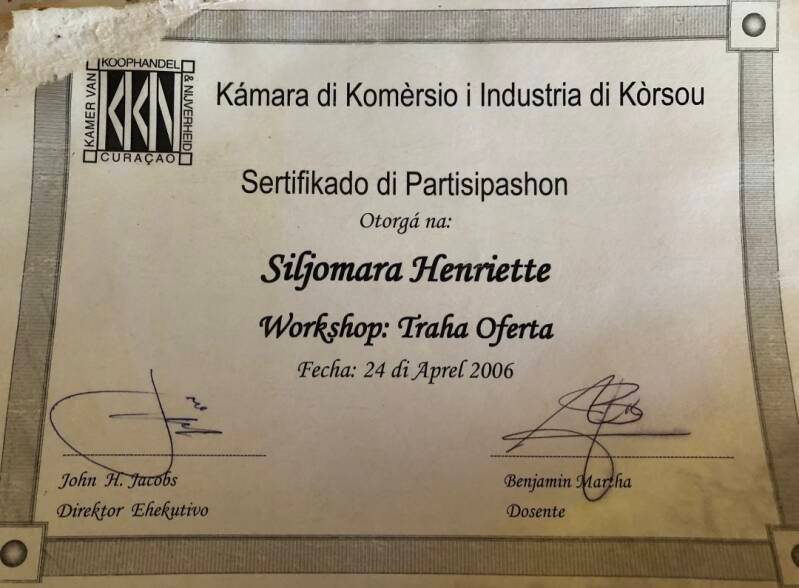 KAMER VAN
KOOPHANDEL
& NIJVERHEID
CURAÇAO
KKN
Kámara di Komèrsio i Industria di Kòrsou
Sertifikado di Partisipashon
Otorgá na:
Siljomara Henriette
Workshop: Traha Oferta
Fecha: 24 di Aprel 2006
John H. Jacobs
Direktor Ehekutivo
Benjamin Martha
Dosente